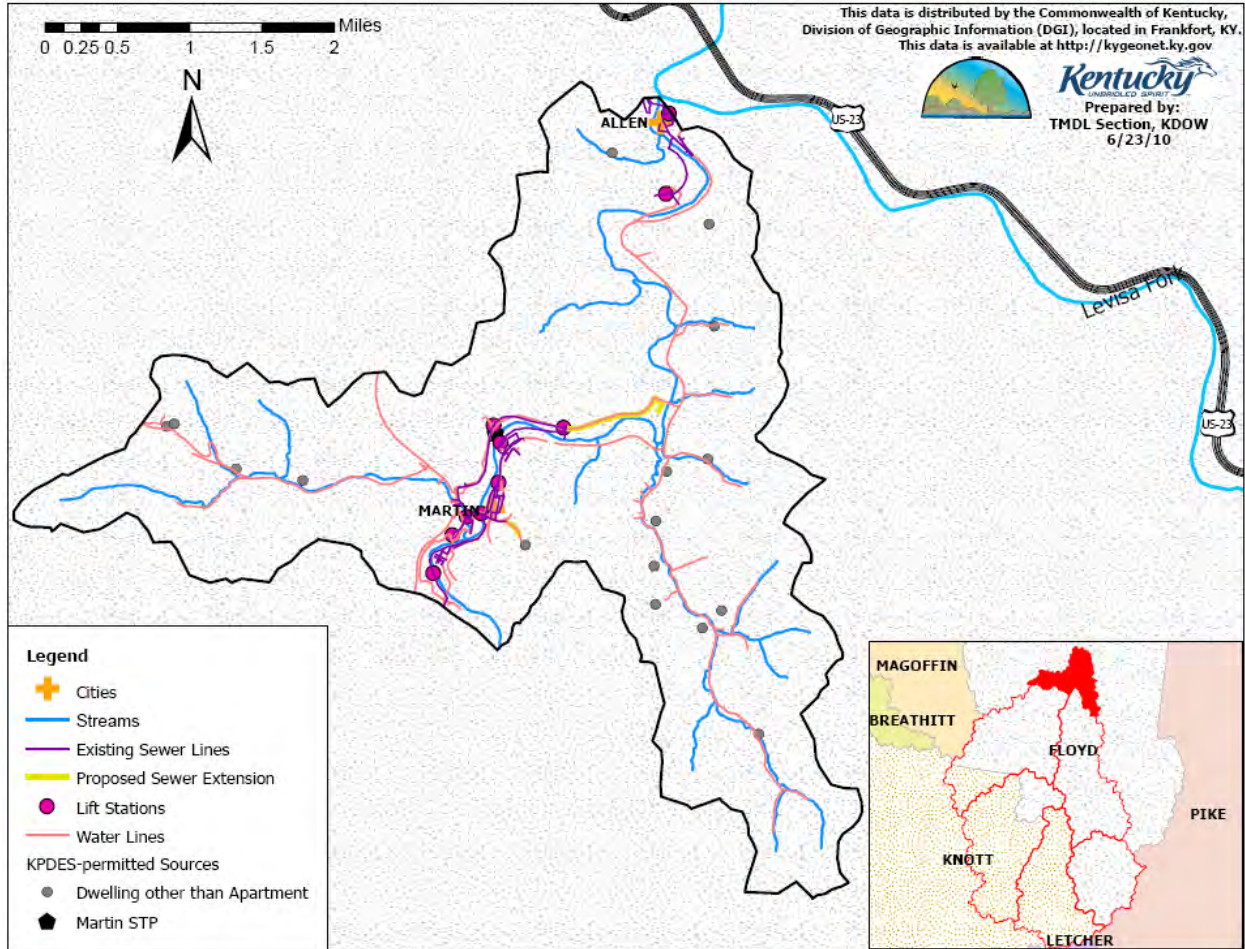 Miles
0 0.25 0.5 1 1.5 2
N
This data is distributed by the Commonwealth of Kentucky,
Division of Geographic Information (DGI), located in Frankfort, KY.
This data is available at http://kygeonet.ky.gov
Kentucky
UNBRIDLED SPIRIT
Prepared by:
TMDL Section, KDOW
6/23/10
US-23
ALLEN
Levisa Fork
US-23
MARTIN
Legend
Cities
Streams
Existing Sewer Lines
Proposed Sewer Extension
Lift Stations
Water Lines
KPDES-permitted Sources
Dwelling other than Apartment
Martin STP
MAGOFFIN
BREATHITT
FLOYD
PIKE
KNOTT
LETCHER